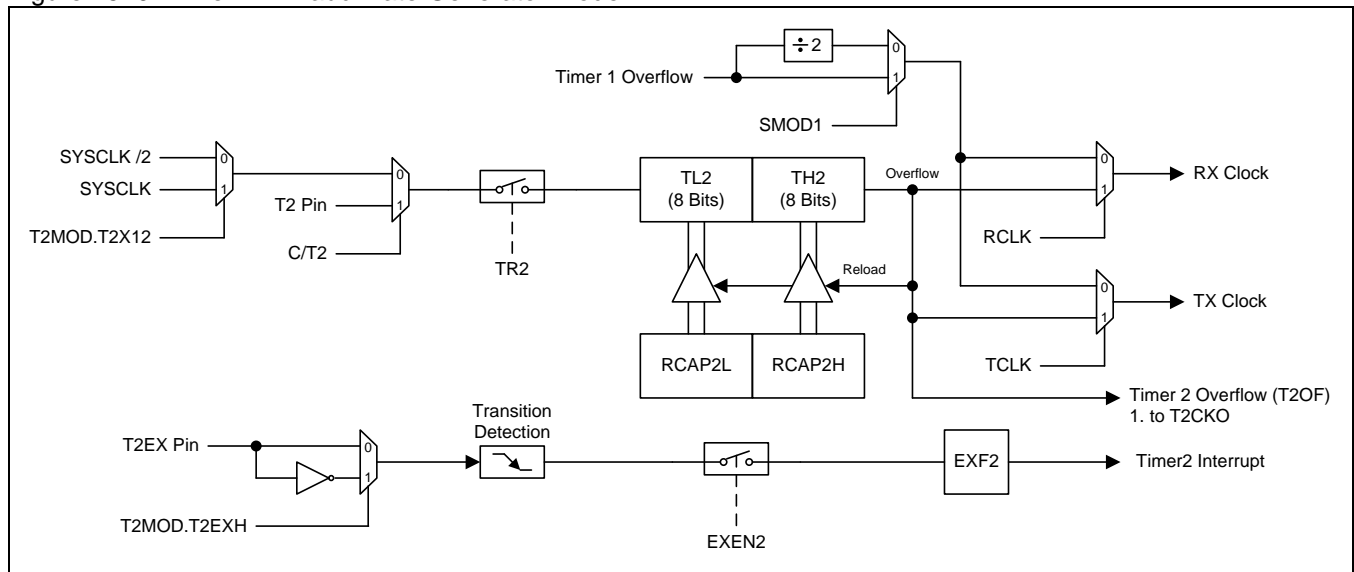 ÷ 2
0
Timer 1 Overflow
1
SMOD1
SYSCLK /2
0
SYSCLK
1
T2MOD.T2X12
0
T2 Pin
1
C/T2
TR2
TL2
(8 Bits)
TH2
(8 Bits)
Overflow
Reload
RCAP2L
RCAP2H
0
1
RX Clock
RCLK
0
1
TX Clock
TCLK
Timer 2 Overflow (T2OF)
1. to T2CKO
T2EX Pin
0
1
T2MOD.T2EXH
Transition
Detection
EXEN2
EXF2
Timer2 Interrupt